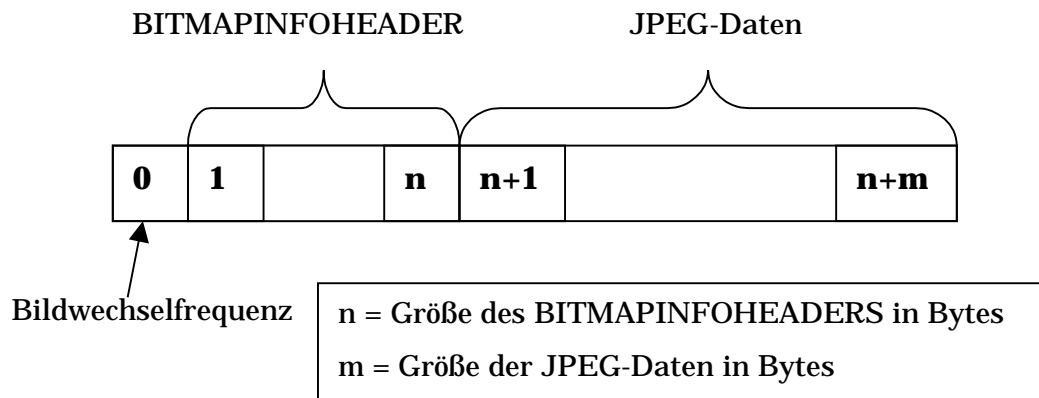 BITMAPINFOHEADER JPEG-Daten
0 1 n n+1 n+m
Bildwechselfrequenz
n = Größe des BITMAPINFOHEADERS in Bytes
m = Größe der JPEG-Daten in Bytes